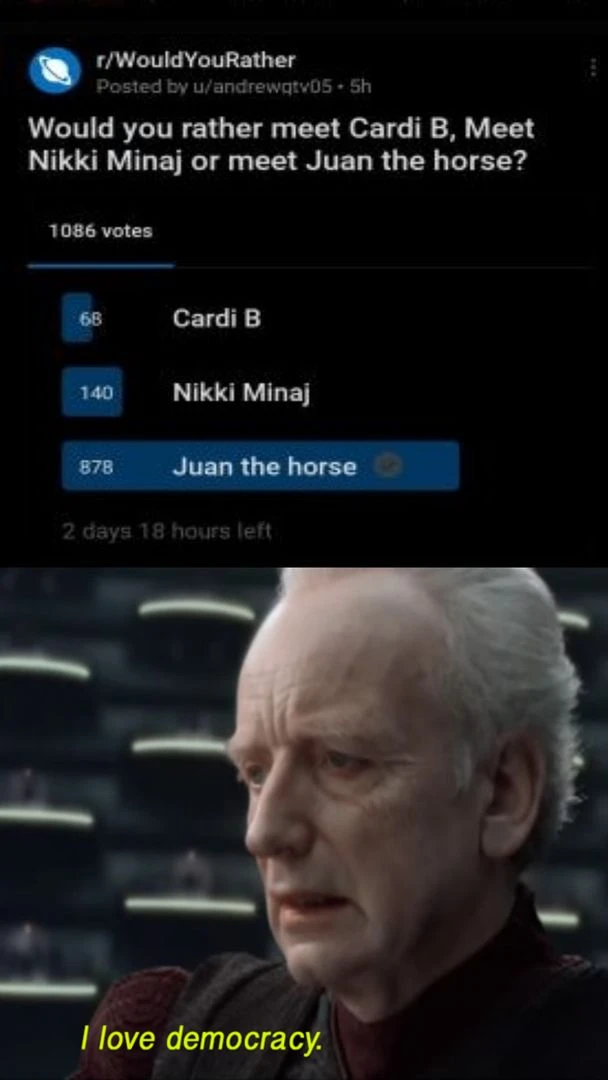 r/WouldYouRather
Posted by u/andrewgtv05 • 5h
Would you rather meet Cardi B, Meet
Nikki Minaj or meet Juan the horse?
1086 votes
68 Cardi B
140 Nikki Minaj
878 Juan the horse
2 days 18 hours left
I love democracy.